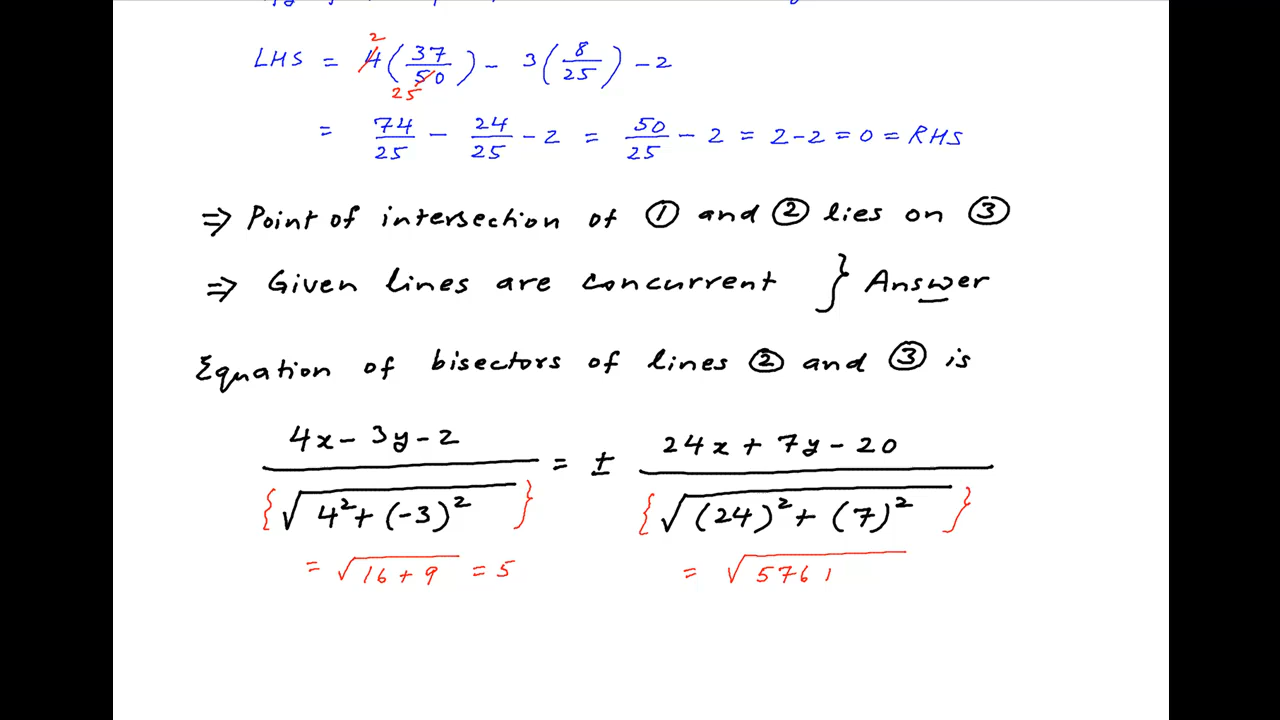 LHS = 4 ( 37/50 ) - 3 ( 8/25 ) - 2
2
25
= 74/25 - 24/25 - 2 = 50/25 - 2 = 2-2 = 0 = RHS
⇒ Point of intersection of ① and ② lies on ③
⇒ Given lines are concurrent } Answer
Equation of bisectors of lines ② and ③ is
4x - 3y - 2 / {√(4² + (-3)²)} = ± 24x + 7y - 20 / {√((24)² + (7)²)}
= √(16 + 9) = 5 = √576